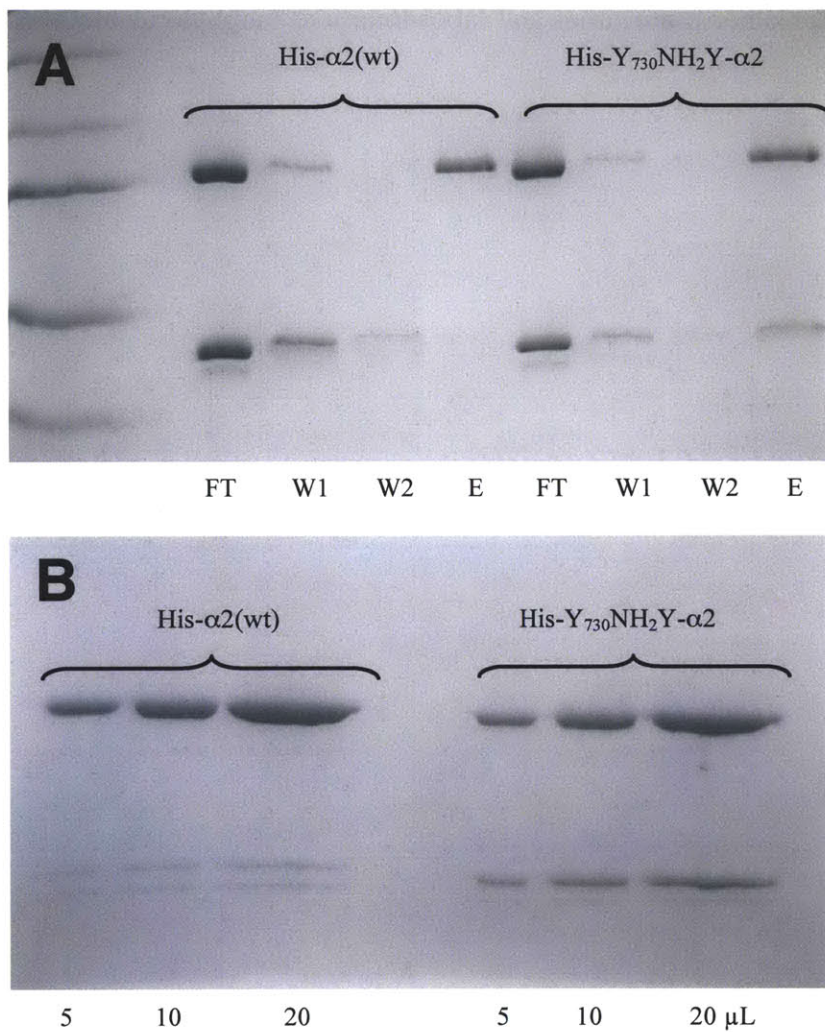 A
His-α2(wt) His-Y₇₃₀NH₂Y-α2
FT W1 W2 E FT W1 W2 E
B
His-α2(wt) His-Y₇₃₀NH₂Y-α2
5 10 20 5 10 20 µL